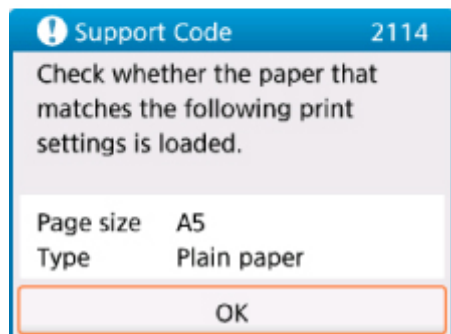 Support Code 2114
Check whether the paper that
matches the following print
settings is loaded.
Page size A5
Type Plain paper
OK